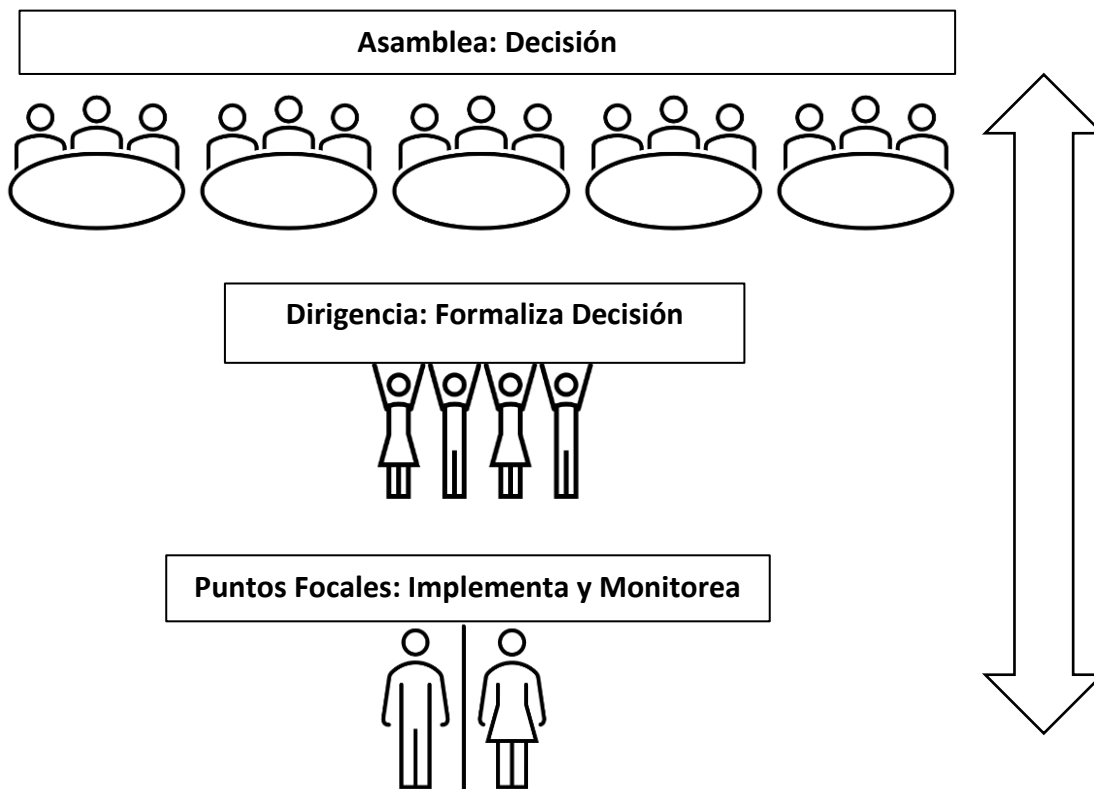 Asamblea: Decisión
Dirigencia: Formaliza Decisión
Puntos Focales: Implementa y Monitorea